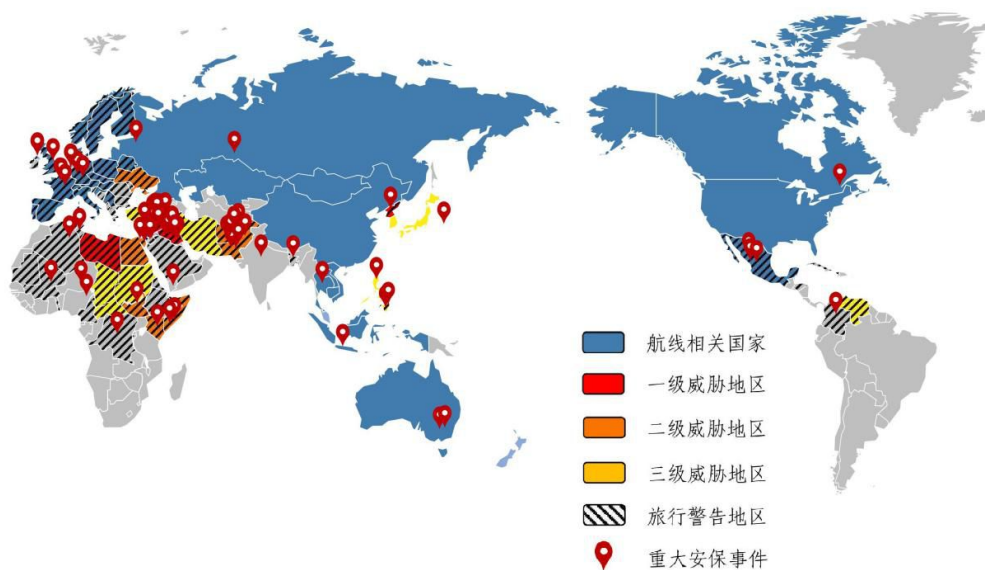 航线相关国家
一级威胁地区
二级威胁地区
三级威胁地区
旅行警告地区
重大安保事件